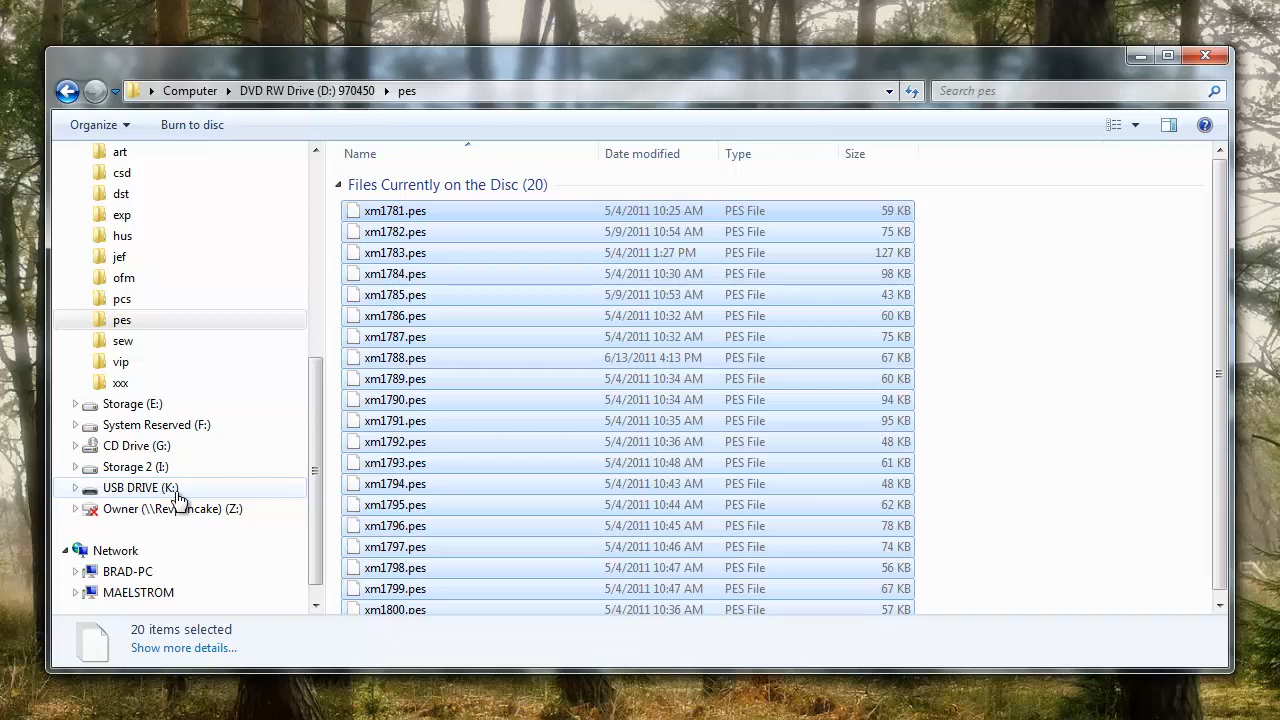 Computer DVD RW Drive (D:) 970450 pes Search pes
Organize Burn to disc
art
csd
dst
exp
hus
jef
ofm
pcs
pes
sew
vip
xxx
Storage (E:)
System Reserved (F:)
CD Drive (G:)
Storage 2 (I:)
USB DRIVE (K:)
Owner (\\Rev ncake) (Z:)
Network
BRAD-PC
MAELSTROM
Name Date modified Type Size
Files Currently on the Disc (20)
xm1781.pes 5/4/2011 10:25 AM PES File 59 KB
xm1782.pes 5/9/2011 10:54 AM PES File 75 KB
xm1783.pes 5/4/2011 1:27 PM PES File 127 KB
xm1784.pes 5/4/2011 10:30 AM PES File 98 KB
xm1785.pes 5/9/2011 10:53 AM PES File 43 KB
xm1786.pes 5/4/2011 10:32 AM PES File 60 KB
xm1787.pes 5/4/2011 10:32 AM PES File 75 KB
xm1788.pes 6/13/2011 4:13 PM PES File 67 KB
xm1789.pes 5/4/2011 10:34 AM PES File 60 KB
xm1790.pes 5/4/2011 10:34 AM PES File 94 KB
xm1791.pes 5/4/2011 10:35 AM PES File 95 KB
xm1792.pes 5/4/2011 10:36 AM PES File 48 KB
xm1793.pes 5/4/2011 10:48 AM PES File 61 KB
xm1794.pes 5/4/2011 10:43 AM PES File 48 KB
xm1795.pes 5/4/2011 10:44 AM PES File 62 KB
xm1796.pes 5/4/2011 10:45 AM PES File 78 KB
xm1797.pes 5/4/2011 10:46 AM PES File 74 KB
xm1798.pes 5/4/2011 10:47 AM PES File 56 KB
xm1799.pes 5/4/2011 10:47 AM PES File 67 KB
xm1800.pes 5/4/2011 10:36 AM PES File 57 KB
20 items selected
Show more details...